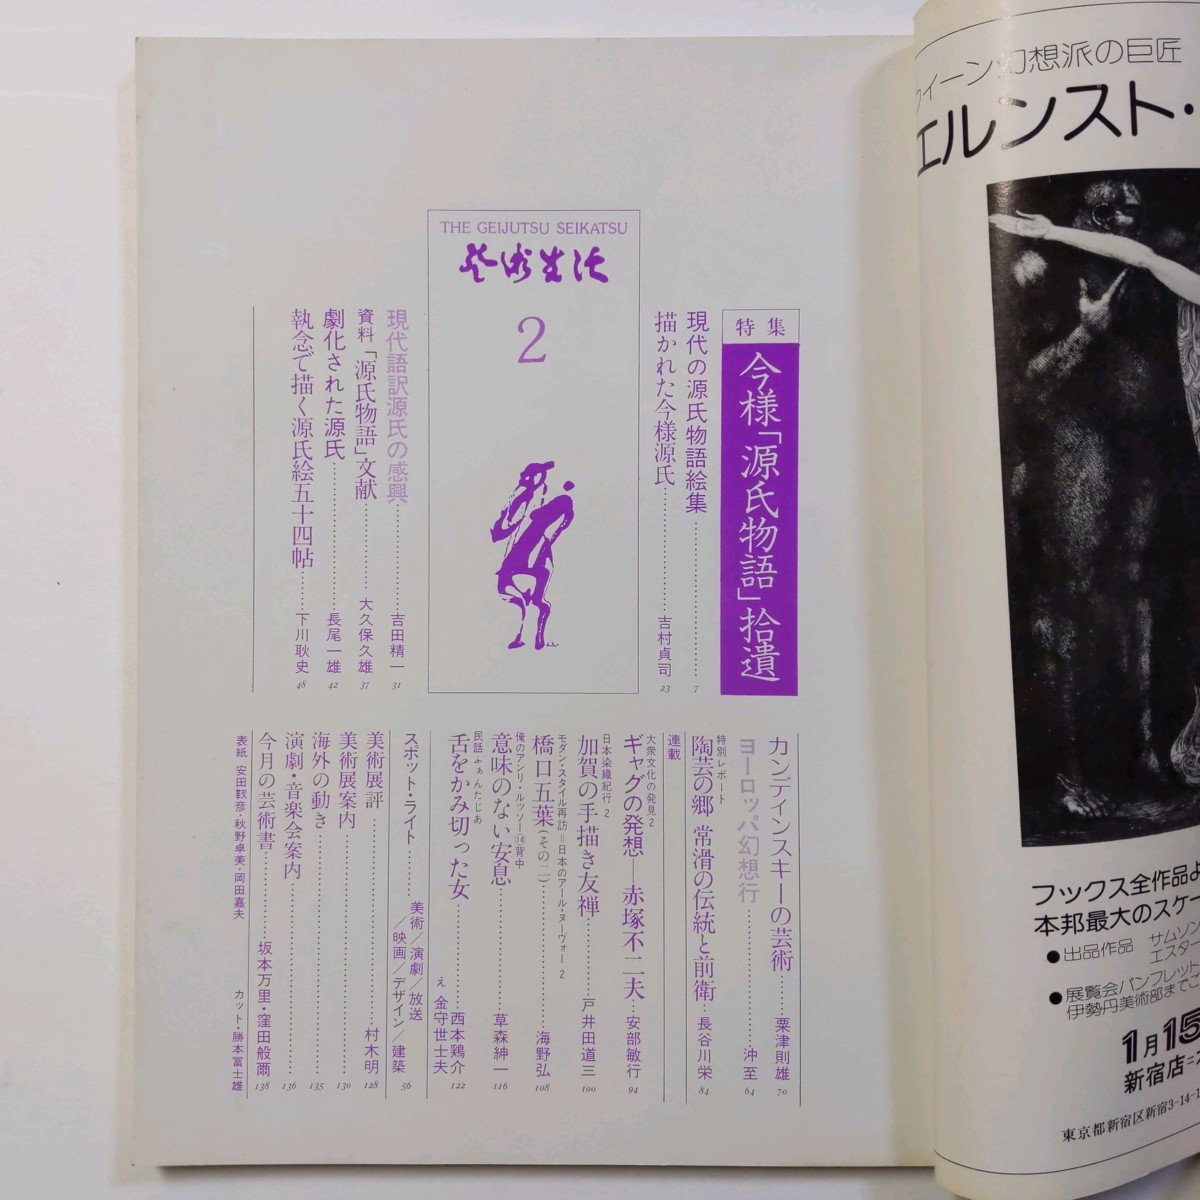 THE GEIJUTSU SEIKATSU
芸術生活
2
特集
今様「源氏物語」拾遺
現代の源氏物語絵集……7
描かれた今様源氏……吉村貞司 23
現代語訳源氏の感興……吉田精一 31
資料「源氏物語」文献……大久保久雄 37
劇化された源氏……長尾一雄 42
執念で描く源氏絵五十四帖……下川耿史 48
カンディンスキーの芸術……粟津則雄 70
ヨーロッパ幻想行……沖至 64
特別レポート
陶芸の郷 常滑の伝統と前衛……長谷川栄 84
連載
大衆文化の発見2
ギャグの発想―赤塚不二夫…安部敏行 94
日本染織紀行 2
加賀の手描き友禅……戸井田道三 100
モダン・スタイル再訪=日本のアール・ヌーヴォー 2
橋口五葉(その二)……海野弘 108
俺のアンリ・ルッソー⑭背中
意味のない安息……草森紳一 116
民話ふぁんたじあ
舌をかみ切った女……西本鶏介 122
え 金守世士夫
スポット・ライト……美術/演劇/放送
/映画/デザイン/建築 56
美術展評……村木明 128
美術展案内……130
海外の動き……135
演劇・音楽会案内……136
今月の芸術書……坂本万里・窪田般彌 138
表紙 安田靫彦・秋野卓美・岡田嘉夫
カット・勝本冨士雄
ウィーン幻想派の巨匠
エルンスト・
フックス全作品よ
本邦最大のスケー
●出品作品 サムソン
エスター
●展覧会パンフレット
伊勢丹美術部までご
1月15
新宿店=
東京都新宿区新宿3-14-1